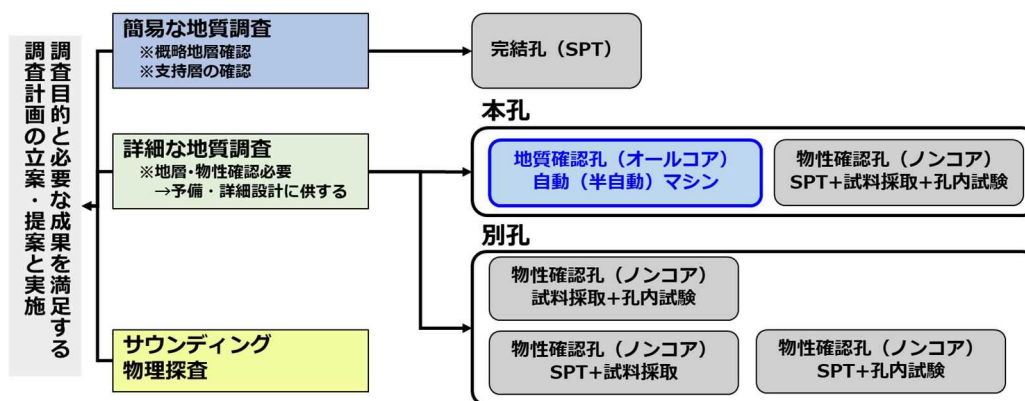 調査目的と必要な成果を満足する
調査計画の立案・提案と実施
簡易な地質調査
※概略地層確認
※支持層の確認
完結孔（SPT）
詳細な地質調査
※地層・物性確認必要
→予備・詳細設計に供する
本孔
地質確認孔（オールコア）
自動（半自動）マシン
物性確認孔（ノンコア）
SPT+試料採取+孔内試験
別孔
物性確認孔（ノンコア）
試料採取+孔内試験
物性確認孔（ノンコア）
SPT+試料採取
物性確認孔（ノンコア）
SPT+孔内試験
サウンディング
物理探査